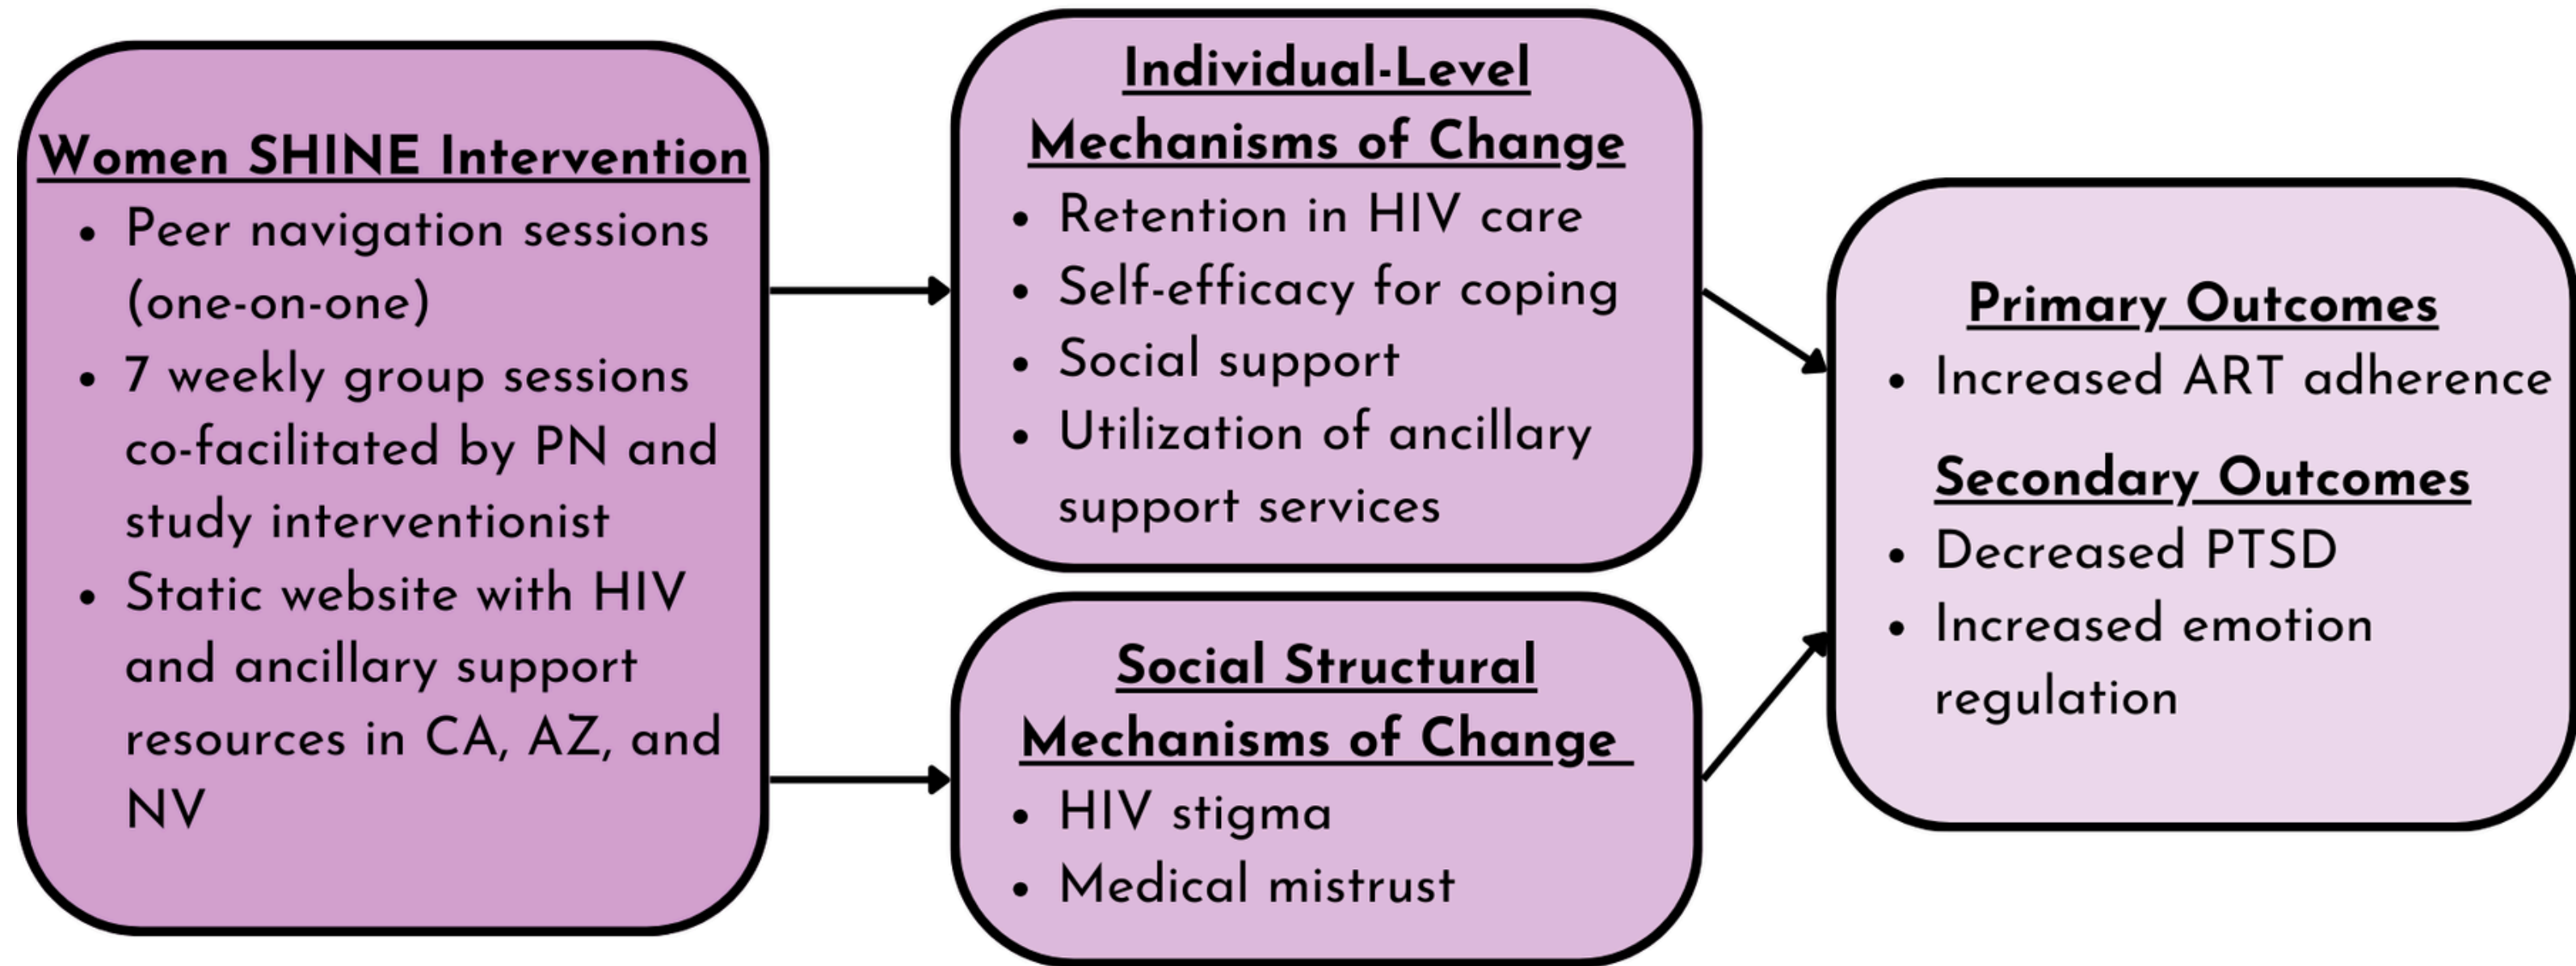 Women SHINE Intervention
• Peer navigation sessions
(one-on-one)
• 7 weekly group sessions
co-facilitated by PN and
study interventionist
• Static website with HIV
and ancillary support
resources in CA, AZ, and
NV
Individual-Level
Mechanisms of Change
• Retention in HIV care
• Self-efficacy for coping
• Social support
• Utilization of ancillary
support services
Social Structural
Mechanisms of Change
• HIV stigma
• Medical mistrust
Primary Outcomes
• Increased ART adherence
Secondary Outcomes
• Decreased PTSD
• Increased emotion
regulation